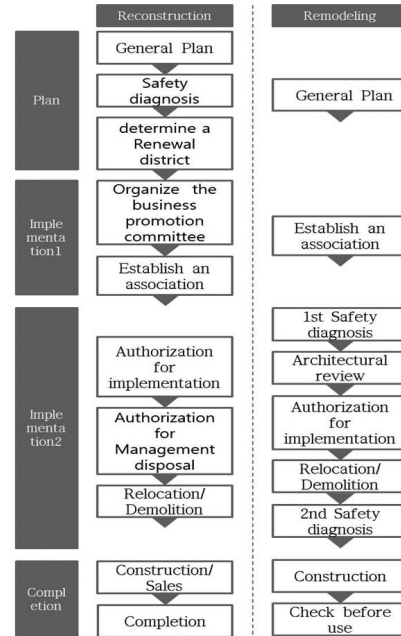 Reconstruction
Remodeling
Plan
General Plan
Safety
diagnosis
determine a
Renewal
district
General Plan
Imple
menta
tion1
Organize the
business
promotion
committee
Establish an
association
Establish an
association
Imple
menta
tion2
Authorization
for
implementation
Authorization
for
Management
disposal
Relocation/
Demolition
1st Safety
diagnosis
Architectural
review
Authorization
for
implementation
Relocation/
Demolition
2nd Safety
diagnosis
Compl
etion
Construction/
Sales
Completion
Construction
Check before
use